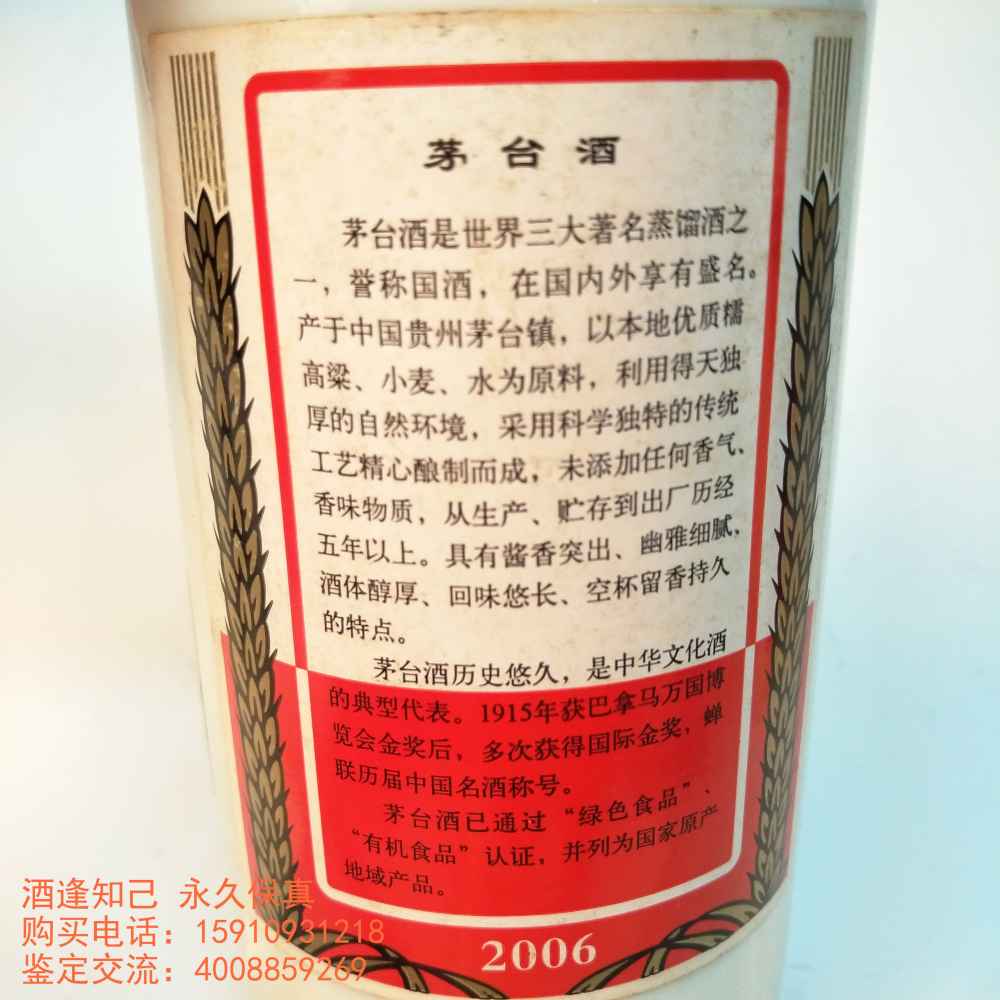 茅台酒
茅台酒是世界三大著名蒸馏酒之
一，誉称国酒，在国内外享有盛名。
产于中国贵州茅台镇，以本地优质糯
高粱、小麦、水为原料，利用得天独
厚的自然环境，采用科学独特的传统
工艺精心酿制而成，未添加任何香气、
香味物质，从生产、贮存到出厂历经
五年以上。具有酱香突出、幽雅细腻、
酒体醇厚、回味悠长、空杯留香持久
的特点。
茅台酒历史悠久，是中华文化酒
的典型代表。1915年获巴拿马万国博
览会金奖后，多次获得国际金奖，蝉
联历届中国名酒称号。
茅台酒已通过“绿色食品”、
“有机食品”认证，并列为国家原产
地域产品。
2006
酒逢知己 永久保真
购买电话：15910931218
鉴定交流：4008859269